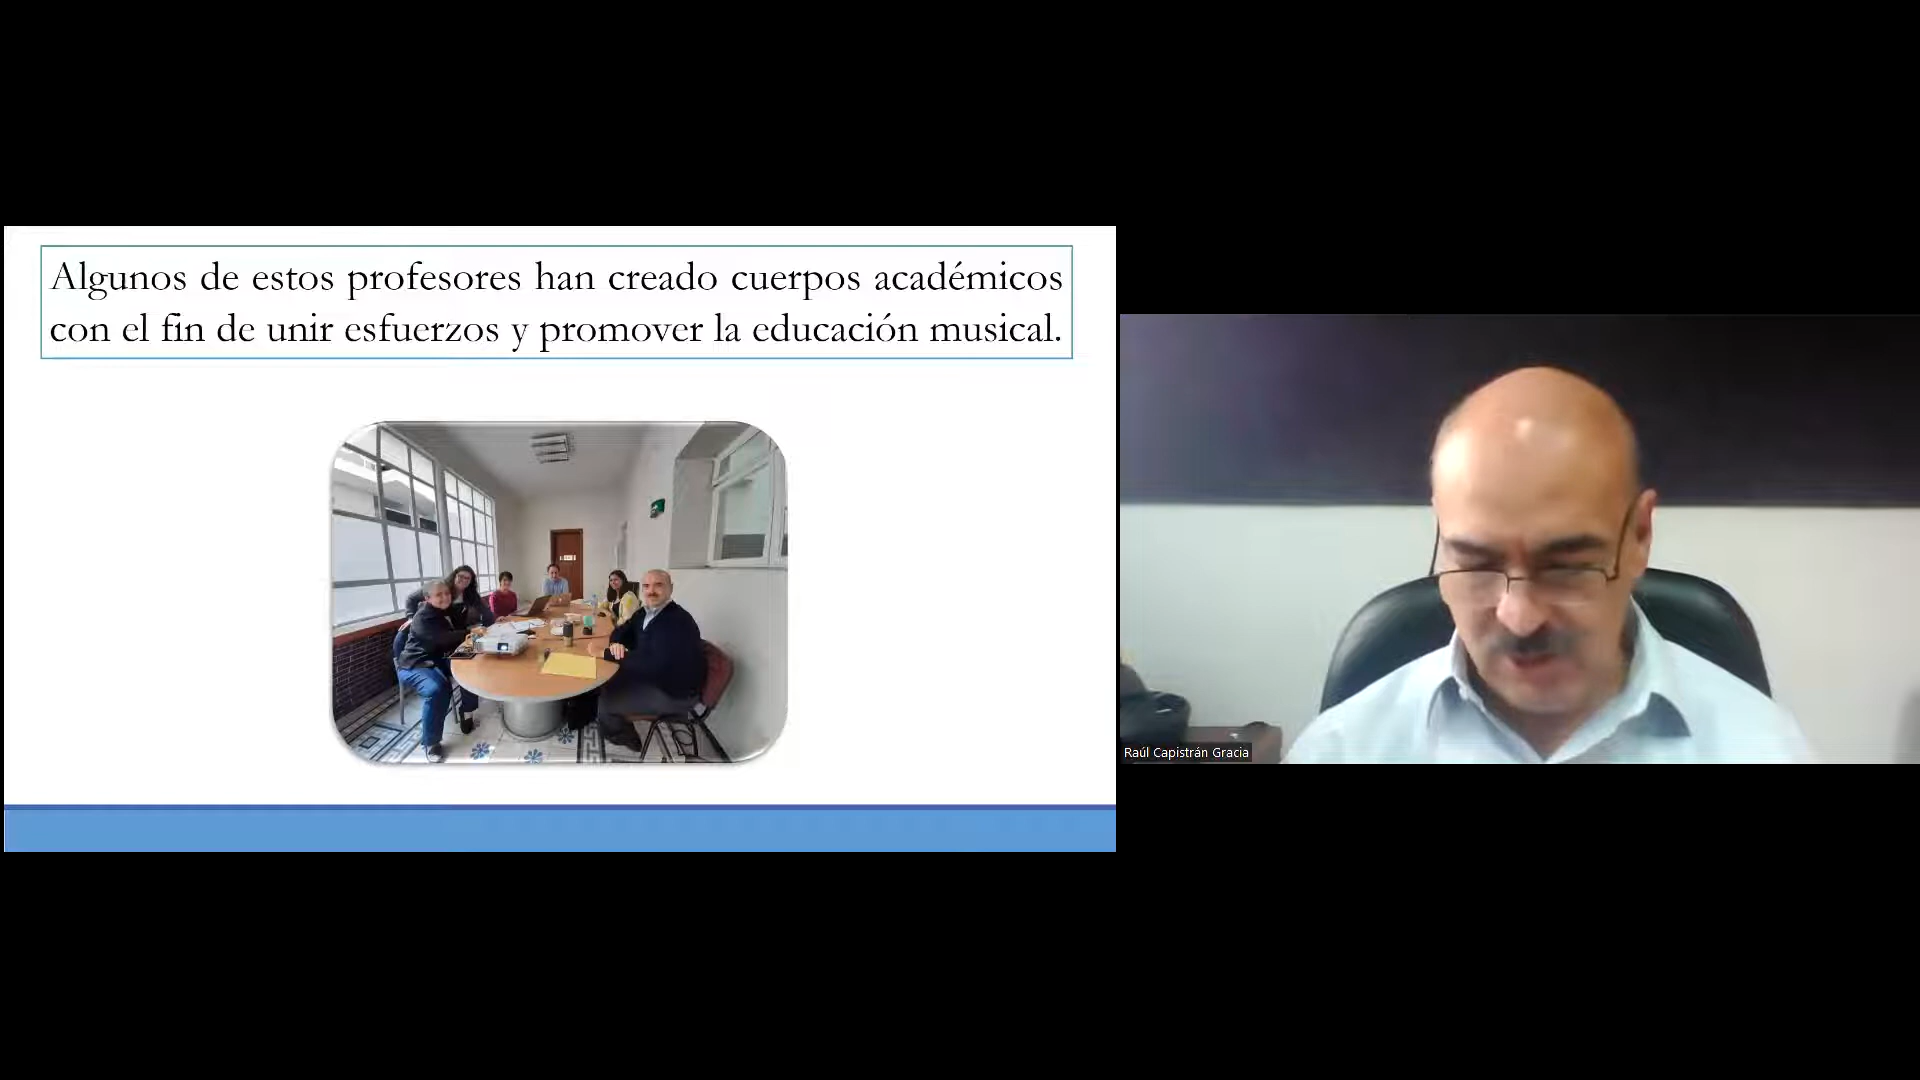 Algunos de estos profesores han creado cuerpos académicos
con el fin de unir esfuerzos y promover la educación musical.
Raúl Capistrán Gracia